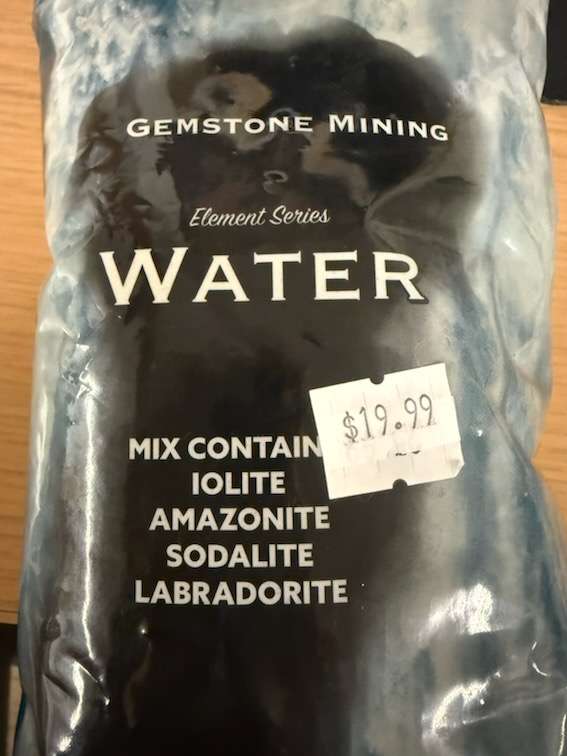 GEMSTONE MINING
Element Series
WATER
$19.99
MIX CONTAIN
IOLITE
AMAZONITE
SODALITE
LABRADORITE